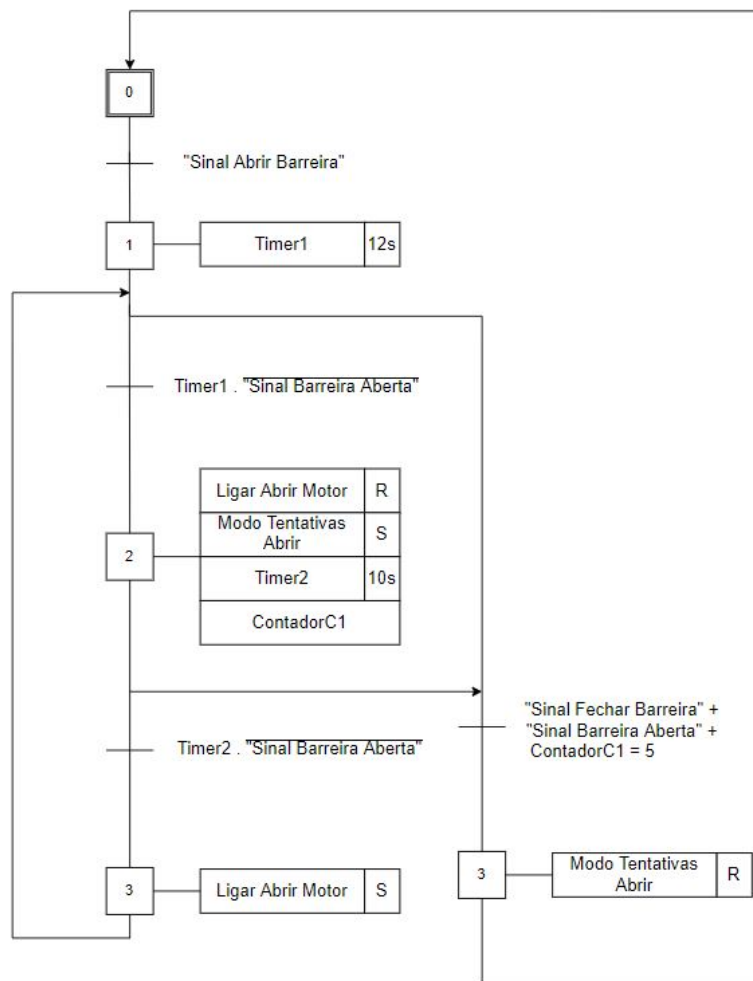 0
"Sinal Abrir Barreira"
1
Timer1
12s
Timer1 . "Sinal Barreira Aberta"
2
Ligar Abrir Motor
R
Modo Tentativas
Abrir
S
Timer2
10s
ContadorC1
"Sinal Fechar Barreira" +
"Sinal Barreira Aberta" +
ContadorC1 = 5
Timer2 . "Sinal Barreira Aberta"
3
Ligar Abrir Motor
S
3
Modo Tentativas
Abrir
R